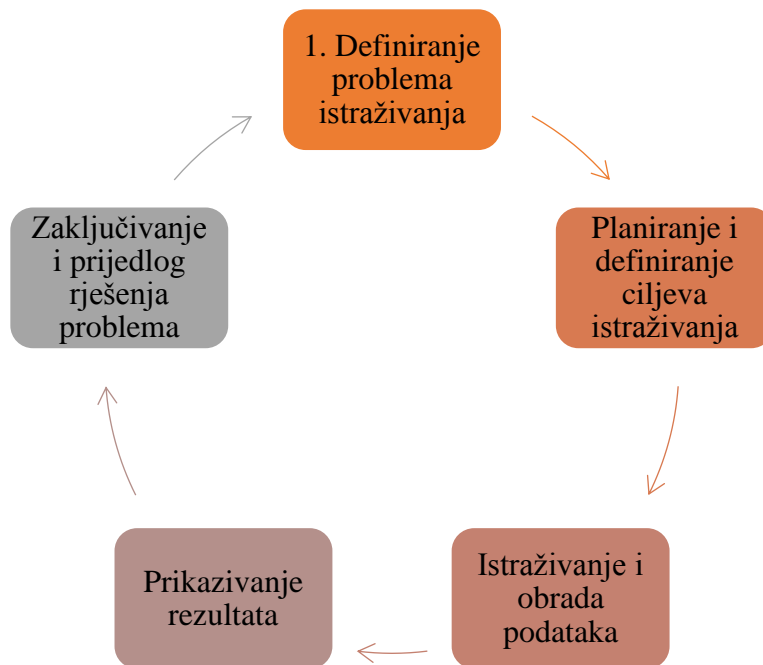 1. Definiranje
problema
istraživanja
Planiranje i
definiranje
ciljeva
istraživanja
Istraživanje i
obrada
podataka
Prikazivanje
rezultata
Zaključivanje
i prijedlog
rješenja
problema